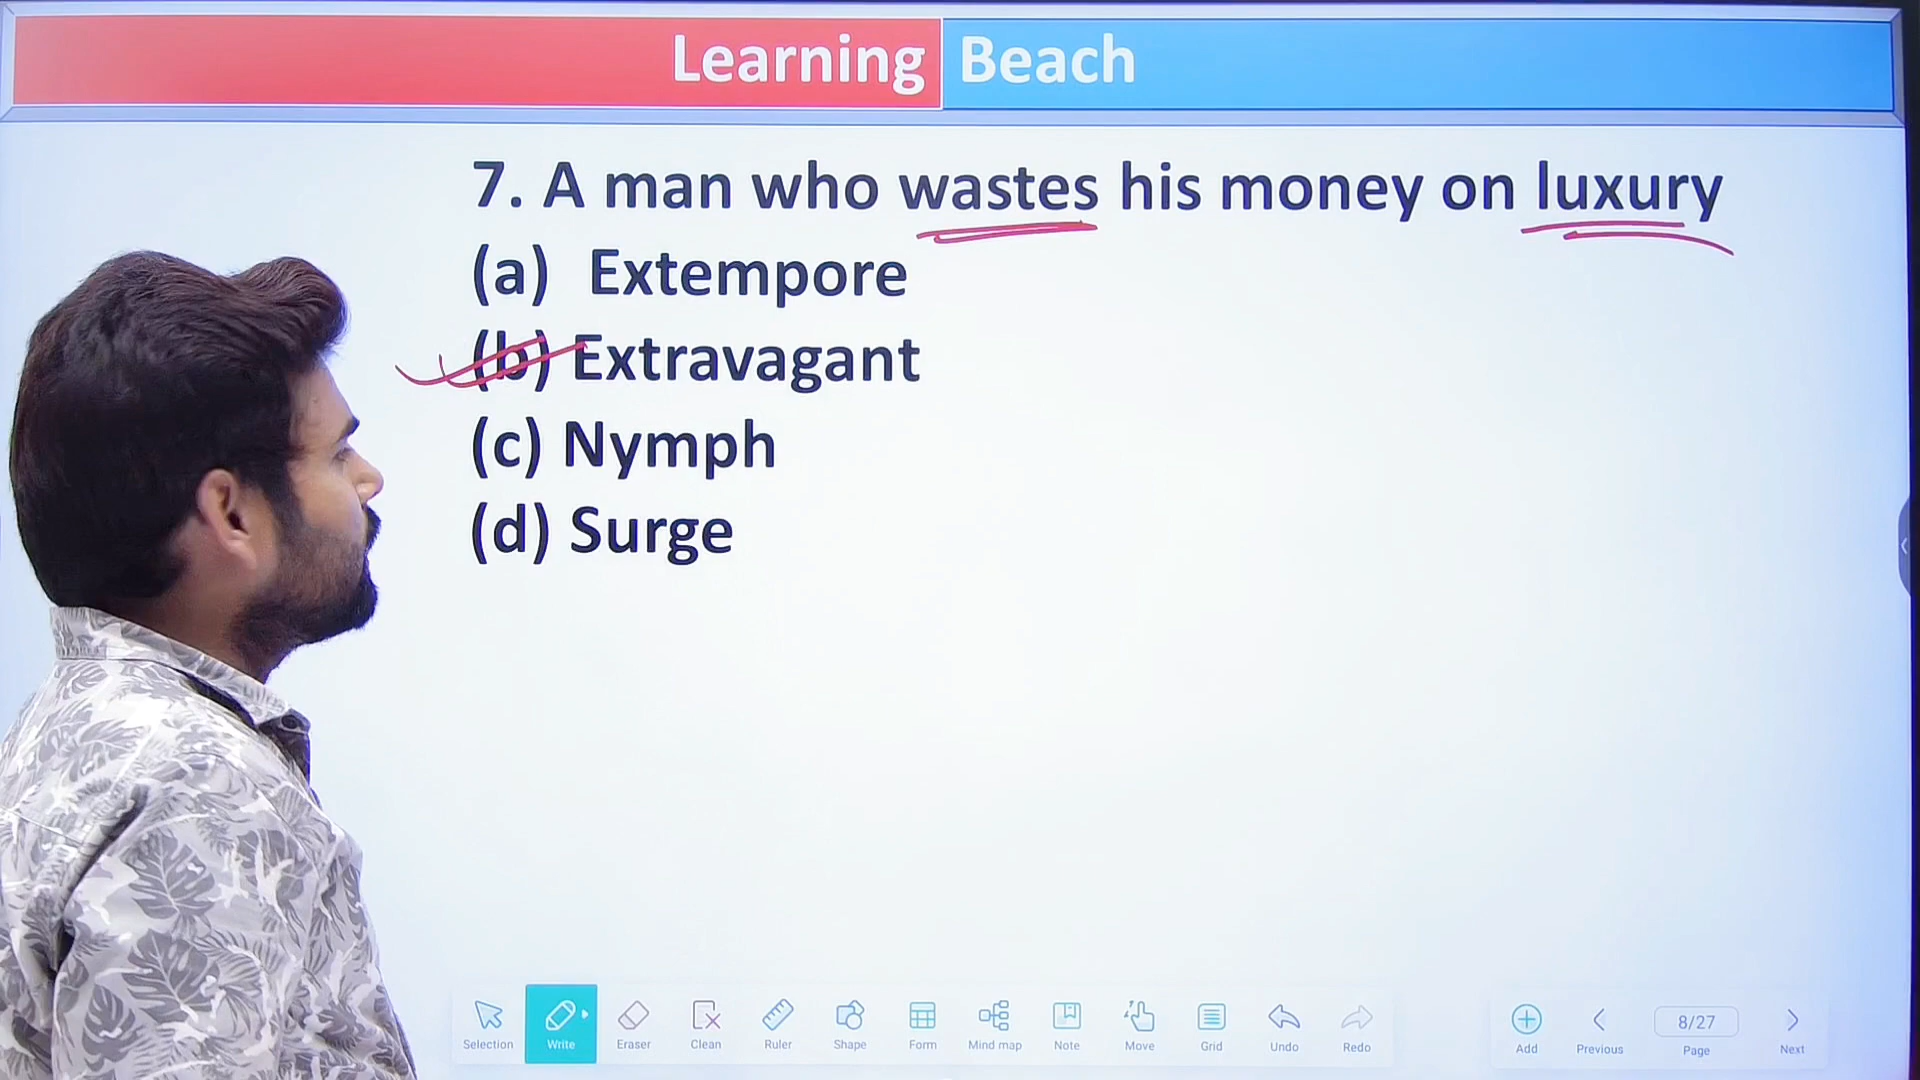 Learning Beach
7. A man who wastes his money on luxury
(a) Extempore
(b) Extravagant
(c) Nymph
(d) Surge
Selection Write Eraser Clean Ruler Shape Form Mind map Note Move Grid Undo Redo Add Previous 8/27 Page Next